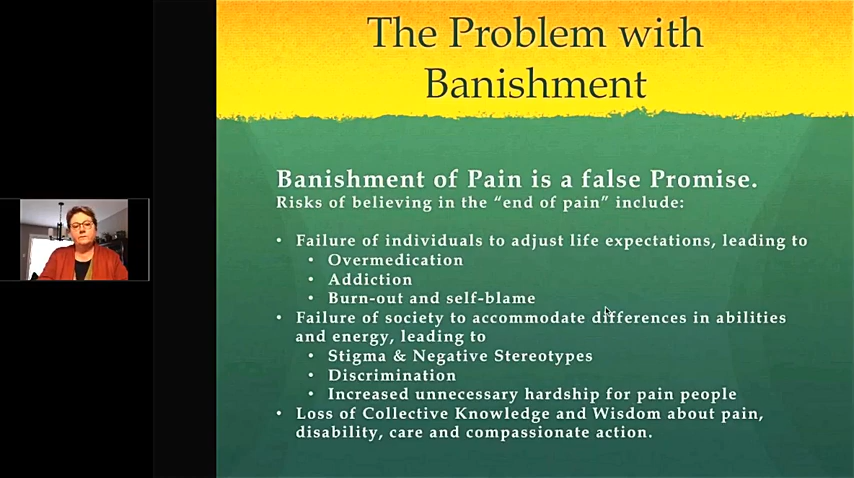 The Problem with
Banishment
Banishment of Pain is a false Promise.
Risks of believing in the “end of pain” include:
• Failure of individuals to adjust life expectations, leading to
• Overmedication
• Addiction
• Burn-out and self-blame
• Failure of society to accommodate differences in abilities
and energy, leading to
• Stigma & Negative Stereotypes
• Discrimination
• Increased unnecessary hardship for pain people
• Loss of Collective Knowledge and Wisdom about pain,
disability, care and compassionate action.